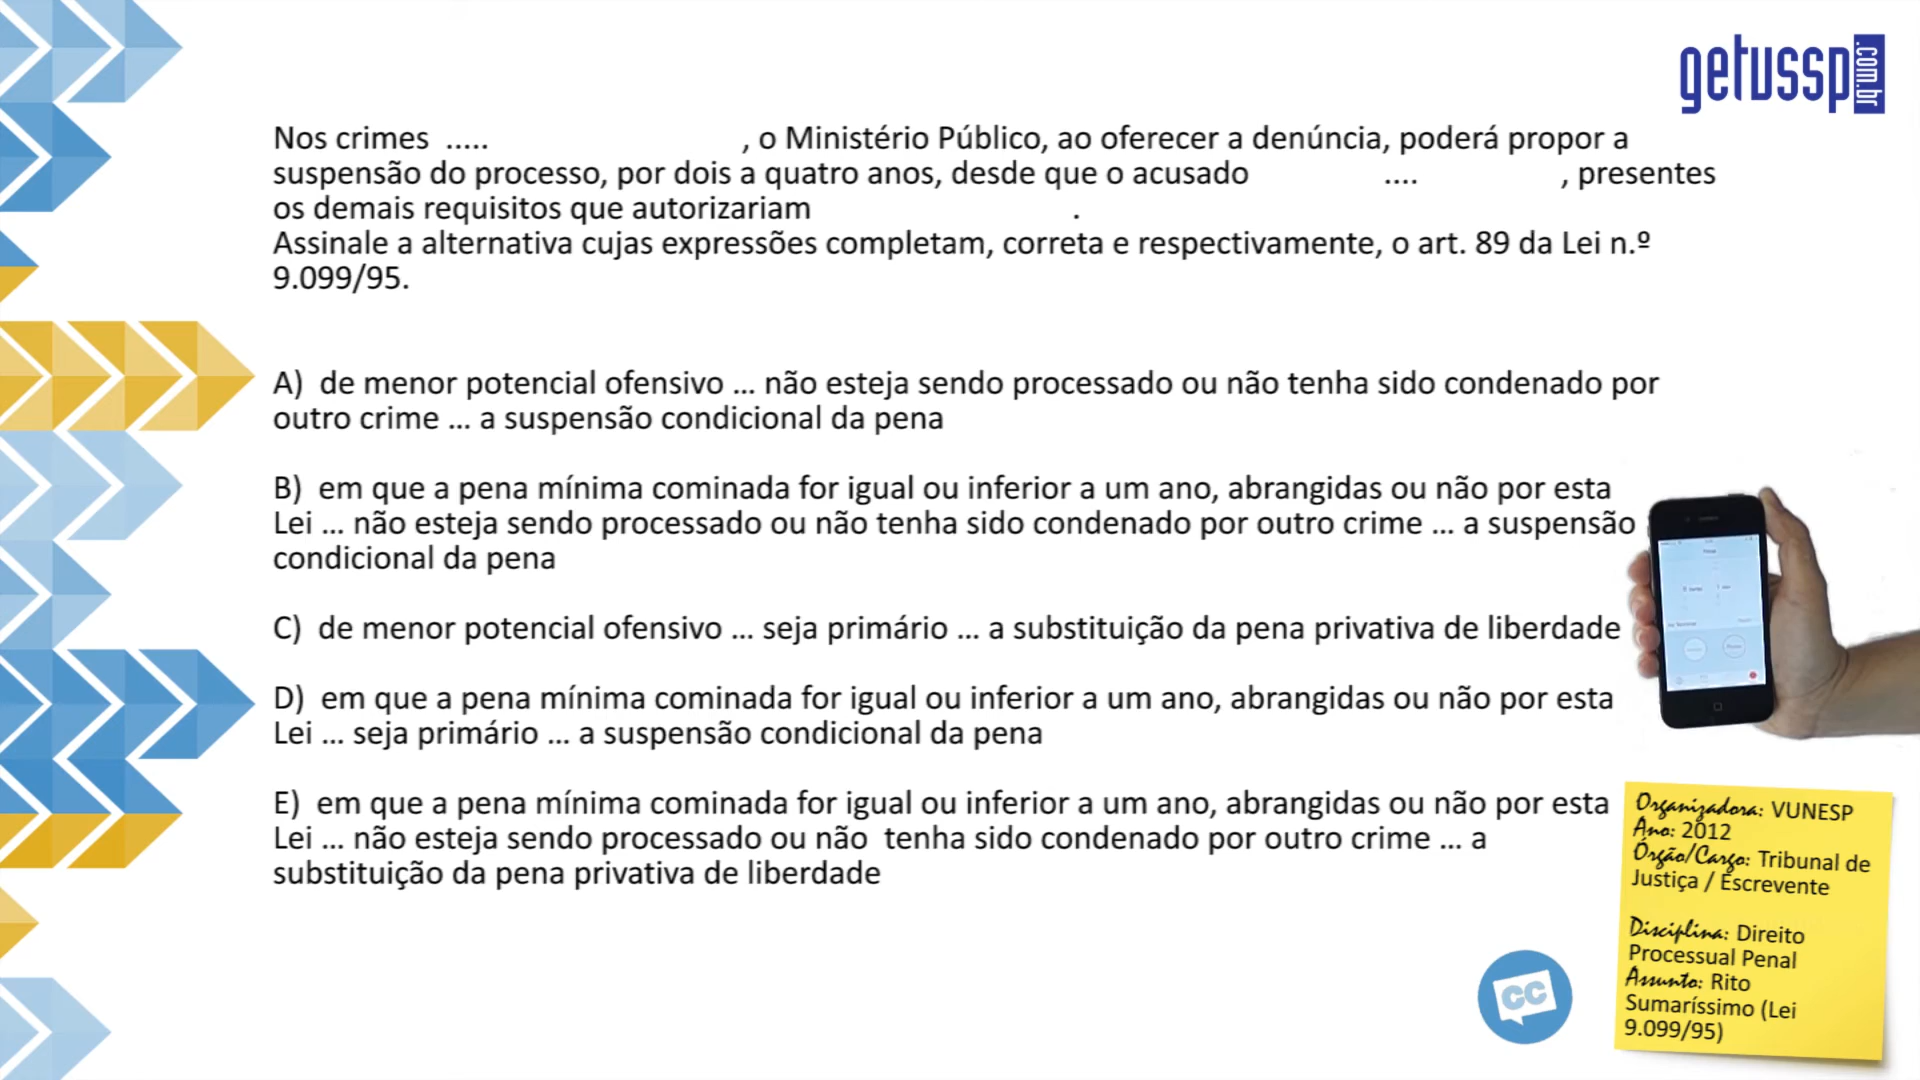 getussp.com.br
Nos crimes ..... , o Ministério Público, ao oferecer a denúncia, poderá propor a
suspensão do processo, por dois a quatro anos, desde que o acusado .... , presentes
os demais requisitos que autorizariam .
Assinale a alternativa cujas expressões completam, correta e respectivamente, o art. 89 da Lei n.º
9.099/95.
A) de menor potencial ofensivo ... não esteja sendo processado ou não tenha sido condenado por
outro crime ... a suspensão condicional da pena
B) em que a pena mínima cominada for igual ou inferior a um ano, abrangidas ou não por esta
Lei ... não esteja sendo processado ou não tenha sido condenado por outro crime ... a suspensão
condicional da pena
C) de menor potencial ofensivo ... seja primário ... a substituição da pena privativa de liberdade
D) em que a pena mínima cominada for igual ou inferior a um ano, abrangidas ou não por esta
Lei ... seja primário ... a suspensão condicional da pena
E) em que a pena mínima cominada for igual ou inferior a um ano, abrangidas ou não por esta
Lei ... não esteja sendo processado ou não tenha sido condenado por outro crime ... a
substituição da pena privativa de liberdade
Organizadora: VUNESP
Ano: 2012
Órgão/Cargo: Tribunal de
Justiça / Escrevente
Disciplina: Direito
Processual Penal
Assunto: Rito
Sumaríssimo (Lei
9.099/95)
CC